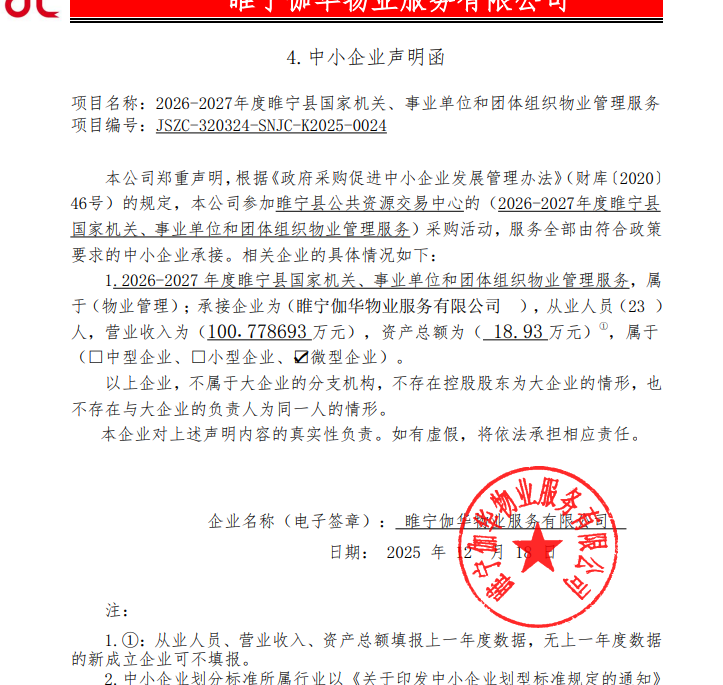 睢宁伽华物业服务有限公司
4.中小企业声明函
项目名称：2026-2027年度睢宁县国家机关、事业单位和团体组织物业管理服务
项目编号：JSZC-320324-SNJC-K2025-0024
本公司郑重声明，根据《政府采购促进中小企业发展管理办法》（财库〔2020〕
46号）的规定，本公司参加睢宁县公共资源交易中心的（2026-2027年度睢宁县
国家机关、事业单位和团体组织物业管理服务）采购活动，服务全部由符合政策
要求的中小企业承接。相关企业的具体情况如下：
1.2026-2027 年度睢宁县国家机关、事业单位和团体组织物业管理服务，属
于（物业管理）；承接企业为（睢宁伽华物业服务有限公司 ），从业人员（23 ）
人，营业收入为（100.778693 万元），资产总额为（ 18.93 万元）①，属于
（☐中型企业、☐小型企业、☑微型企业）。
以上企业，不属于大企业的分支机构，不存在控股股东为大企业的情形，也
不存在与大企业的负责人为同一人的情形。
本企业对上述声明内容的真实性负责。如有虚假，将依法承担相应责任。
企业名称（电子签章）：睢宁伽华物业服务有限公司
日期： 2025 年 12 月 18 日
睢宁伽华物业服务有限公司
注：
1.①：从业人员、营业收入、资产总额填报上一年度数据，无上一年度数据
的新成立企业可不填报。
2.中小企业划分标准所属行业以《关于印发中小企业划型标准规定的通知》